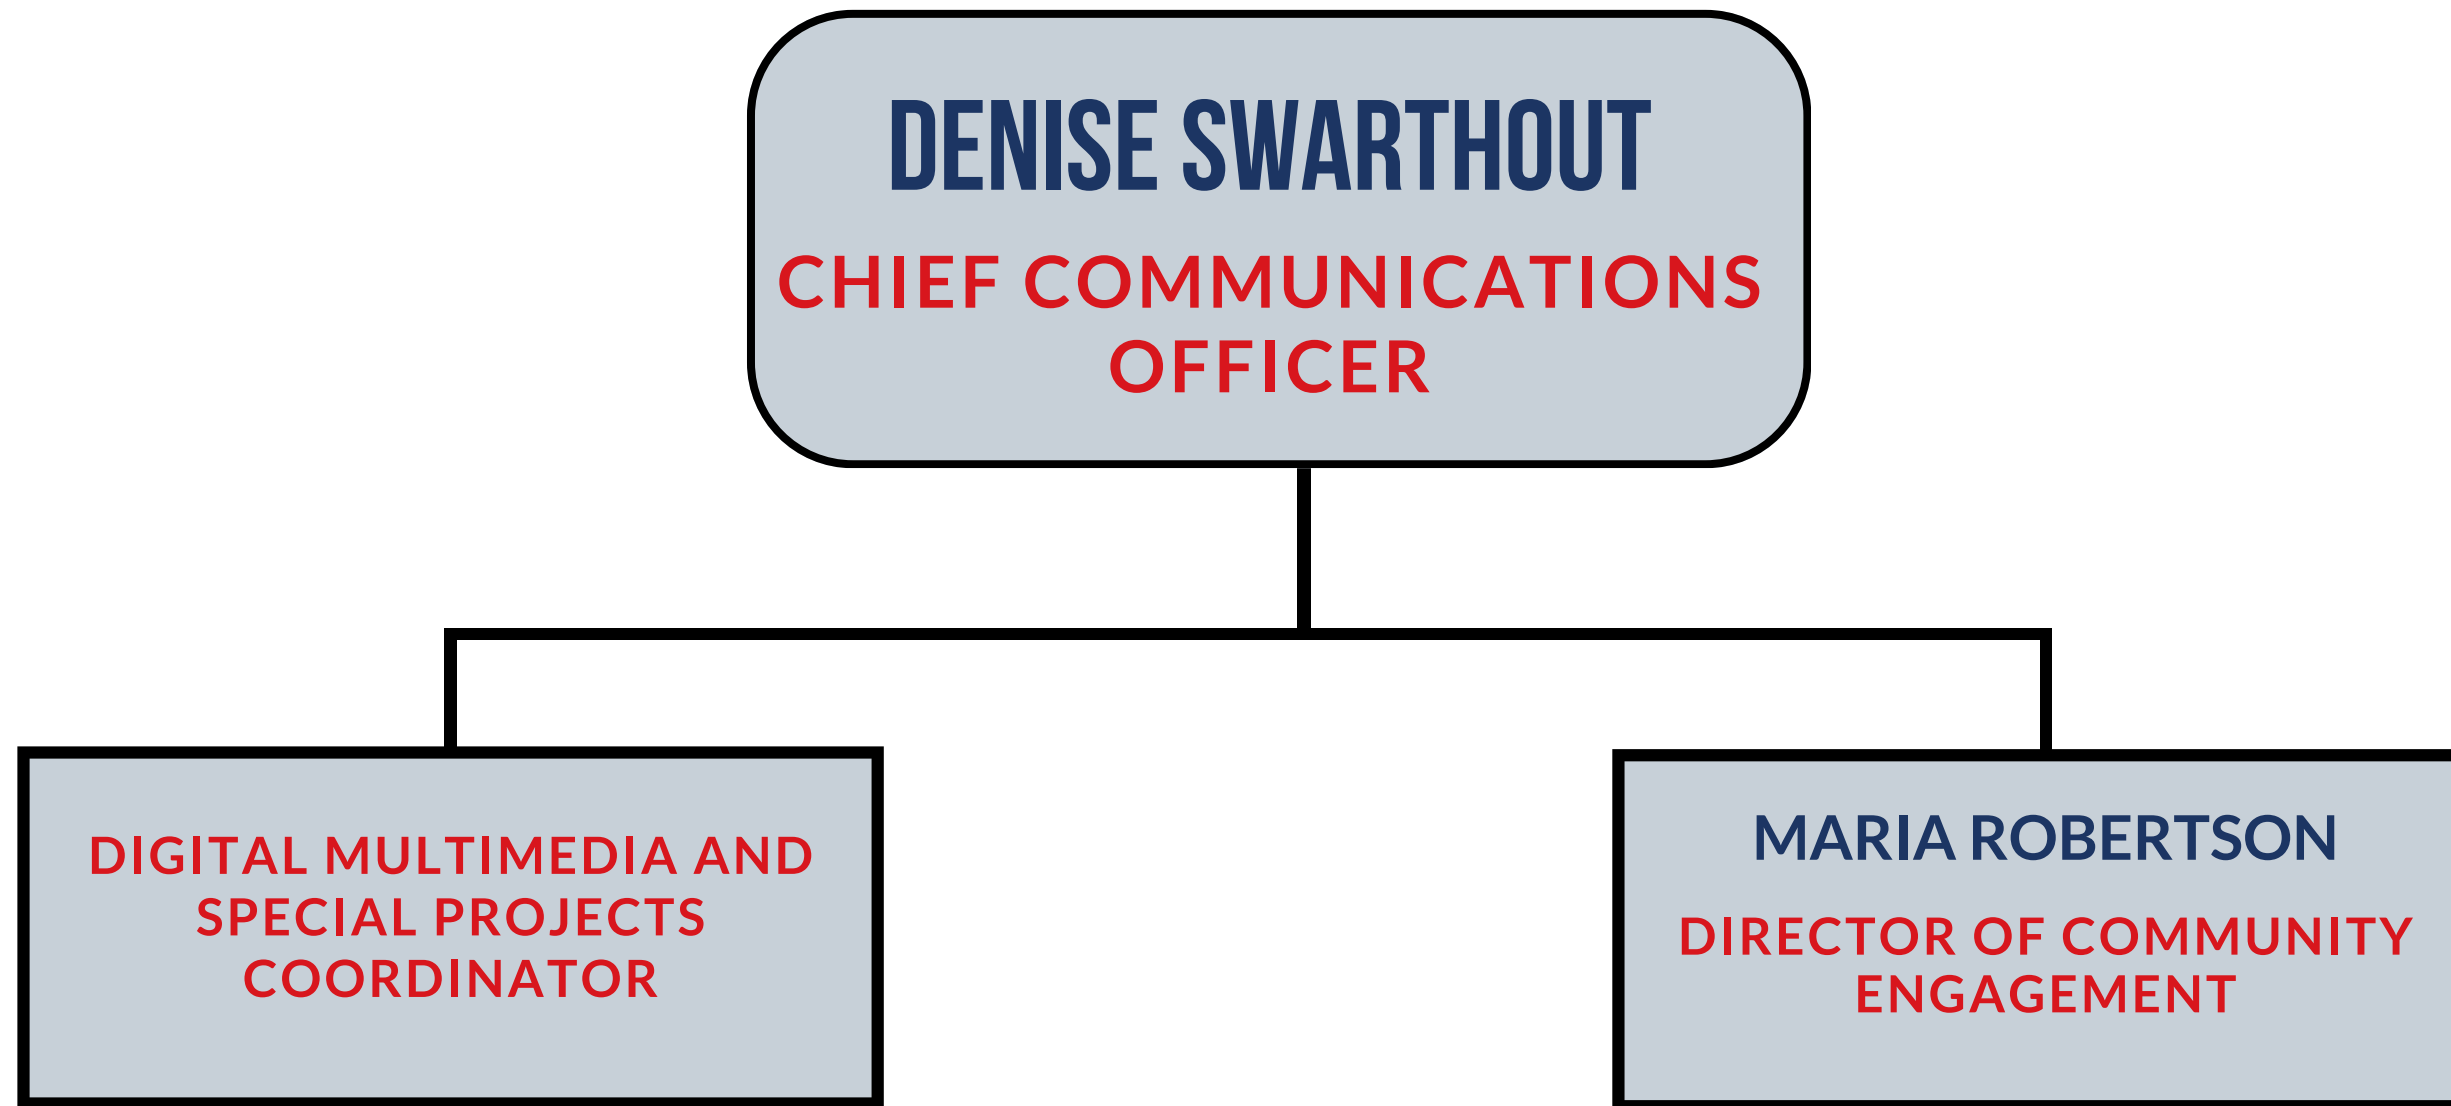 DENISE SWARTHOUT
CHIEF COMMUNICATIONS
OFFICER
DIGITAL MULTIMEDIA AND
SPECIAL PROJECTS
COORDINATOR
MARIA ROBERTSON
DIRECTOR OF COMMUNITY
ENGAGEMENT